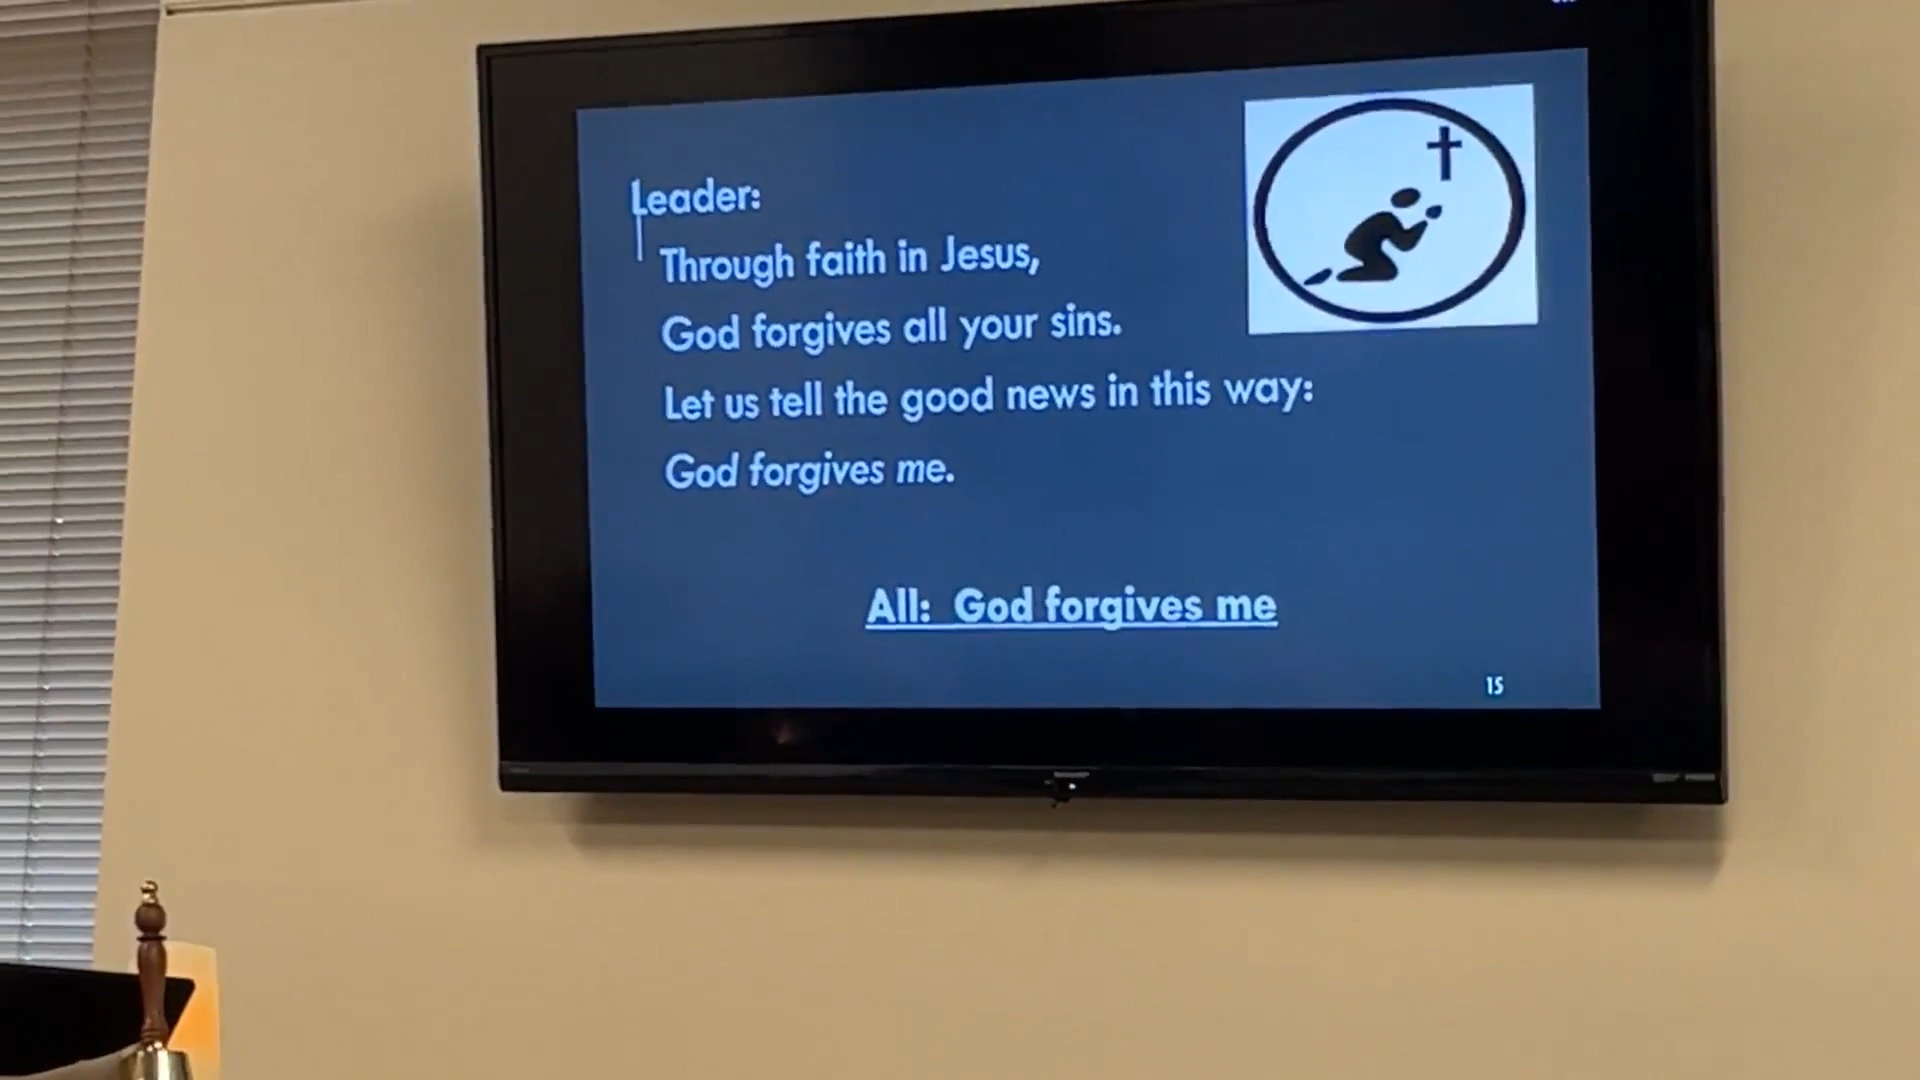 Leader:
Through faith in Jesus,
God forgives all your sins.
Let us tell the good news in this way:
God forgives me.
All: God forgives me
15